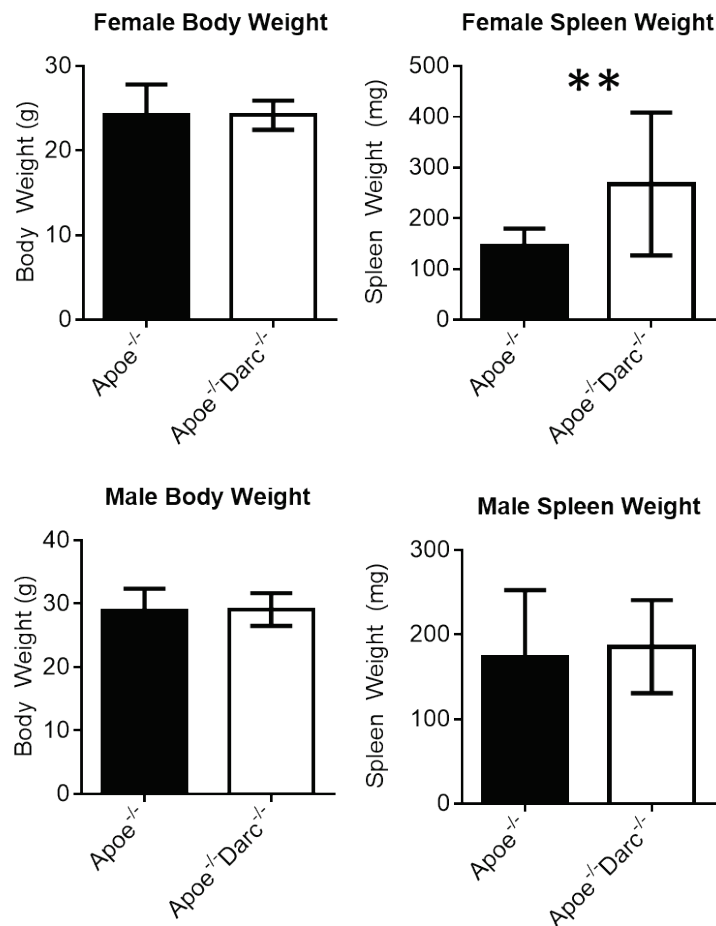 Female Body Weight
Body Weight (g)
30
20
10
0
Apoe-/-
Apoe-/-Darc-/-
Female Spleen Weight
Spleen Weight (mg)
500
400
300
200
100
0
**
Apoe-/-
Apoe-/-Darc-/-
Male Body Weight
Body Weight (g)
40
30
20
10
0
Apoe-/-
Apoe-/-Darc-/-
Male Spleen Weight
Spleen Weight (mg)
300
200
100
0
Apoe-/-
Apoe-/-Darc-/-